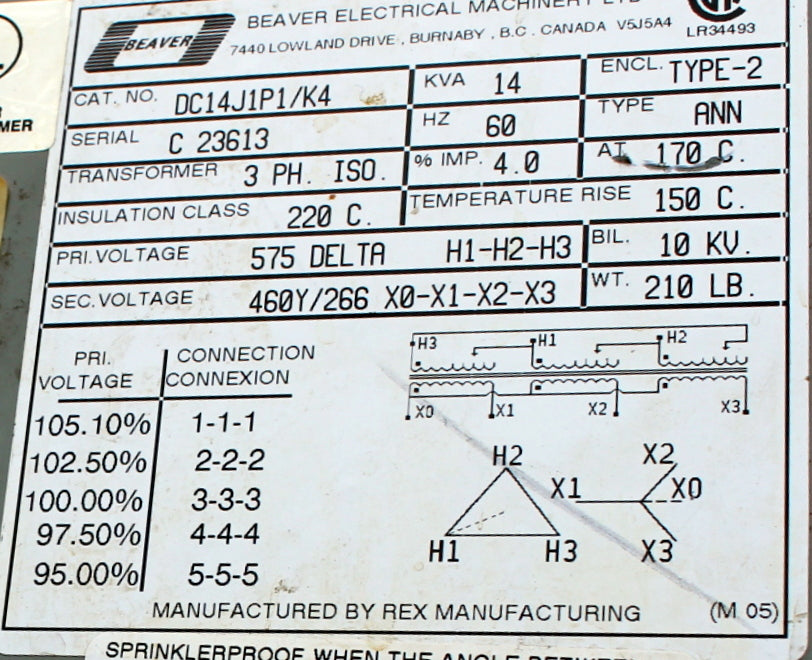 BEAVER ELECTRICAL MACHINERY LTD
BEAVER
7440 LOWLAND DRIVE, BURNABY, B.C. CANADA V5J5A4
LR34493
CAT. NO. DC14J1P1/K4
KVA 14
ENCL. TYPE-2
SERIAL C 23613
HZ 60
TYPE ANN
TRANSFORMER 3 PH. ISO.
% IMP. 4.0
AT 170 C.
INSULATION CLASS 220 C.
TEMPERATURE RISE 150 C.
PRI.VOLTAGE 575 DELTA H1-H2-H3
BIL. 10 KV.
SEC.VOLTAGE 460Y/266 X0-X1-X2-X3
WT. 210 LB.
PRI. VOLTAGE
CONNECTION
CONNEXION
105.10% 1-1-1
102.50% 2-2-2
100.00% 3-3-3
97.50% 4-4-4
95.00% 5-5-5
H3 H1 H2
X0 X1 X2 X3
H2 X2
X1 X0
H1 H3 X3
MANUFACTURED BY REX MANUFACTURING (M 05)
SPRINKLERPROOF WHEN THE ANGLE BETWEEN